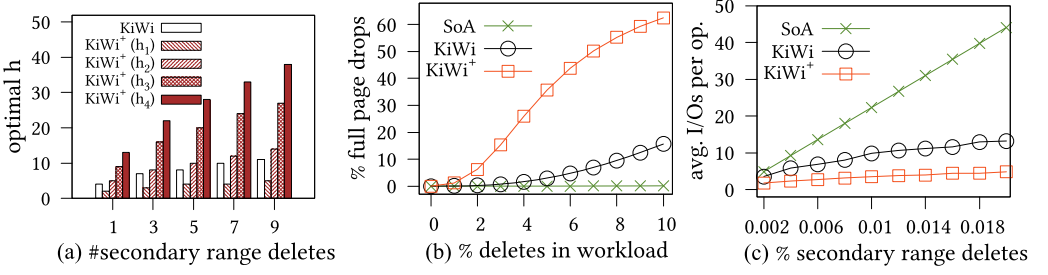 KiWi
KiWi⁺ (h₁)
KiWi⁺ (h₂)
KiWi⁺ (h₃)
KiWi⁺ (h₄)
optimal h
50
40
30
20
10
0
1 3 5 7 9
(a) #secondary range deletes
SoA
KiWi
KiWi⁺
% full page drops
60
50
40
30
20
10
0
0 2 4 6 8 10
(b) % deletes in workload
SoA
KiWi
KiWi⁺
avg. I/Os per op.
50
40
30
20
10
0
0.002 0.006 0.01 0.014 0.018
(c) % secondary range deletes